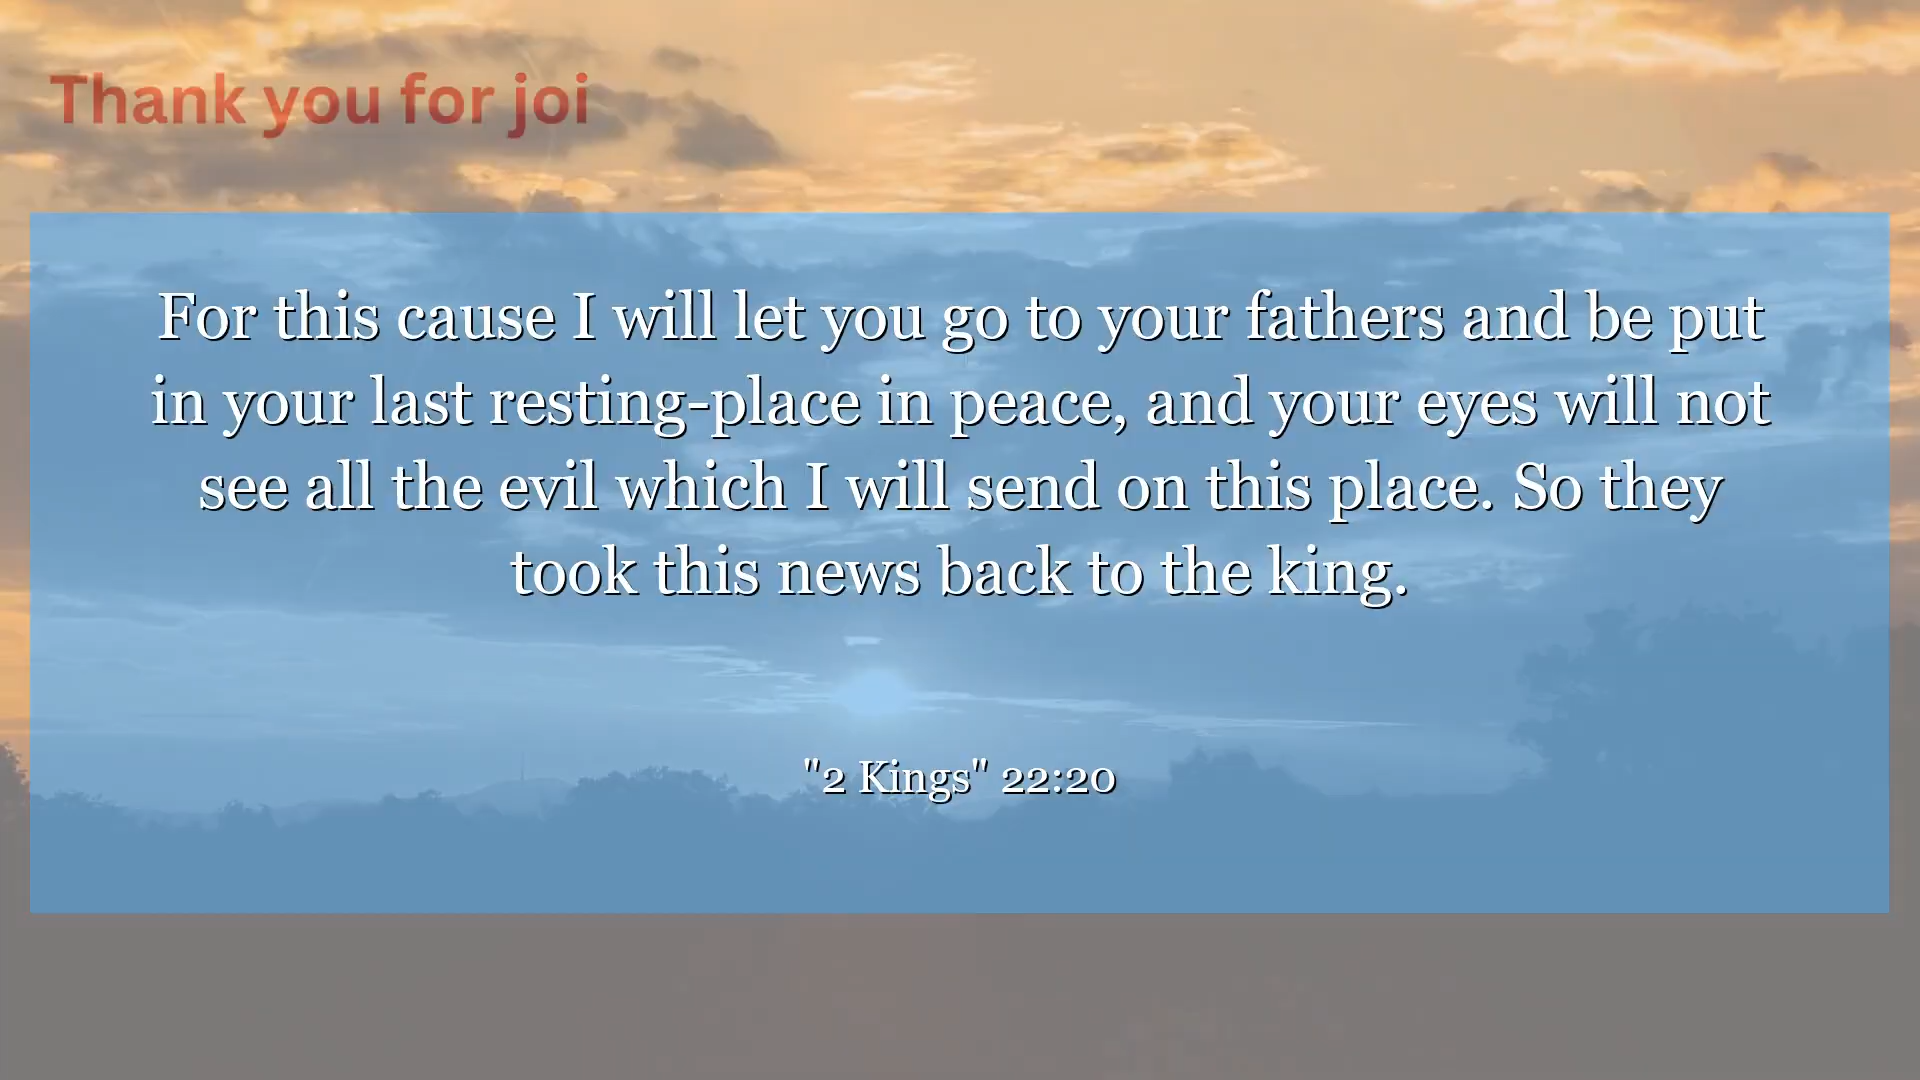 Thank you for joi
For this cause I will let you go to your fathers and be put
in your last resting-place in peace, and your eyes will not
see all the evil which I will send on this place. So they
took this news back to the king.
"2 Kings" 22:20